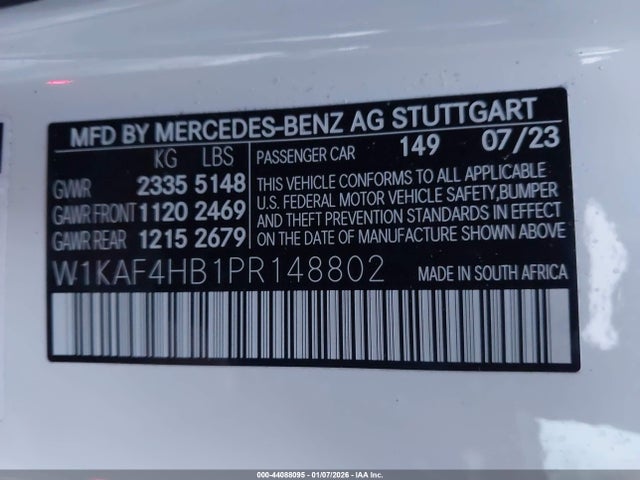 MFD BY MERCEDES-BENZ AG STUTTGART
KG LBS
GVWR 2335 5148
GAWR FRONT 1120 2469
GAWR REAR 1215 2679
PASSENGER CAR 149 07/23
THIS VEHICLE CONFORMS TO ALL APPLICABLE
U.S. FEDERAL MOTOR VEHICLE SAFETY,BUMPER
AND THEFT PREVENTION STANDARDS IN EFFECT
ON THE DATE OF MANUFACTURE SHOWN ABOVE
W1KAF4HB1PR148802
MADE IN SOUTH AFRICA
000-44088095 - 01/07/2026 - IAA Inc.